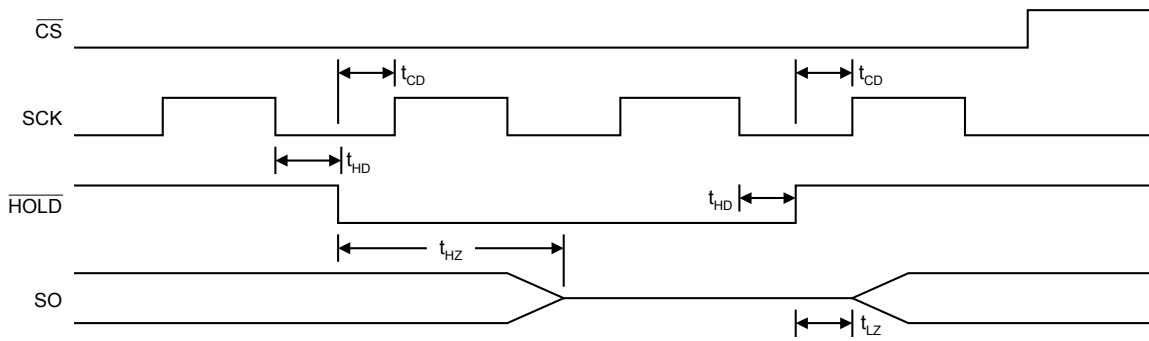 CS
t_CD t_CD
SCK
t_HD
HOLD
t_HD
t_HZ
SO
t_LZ